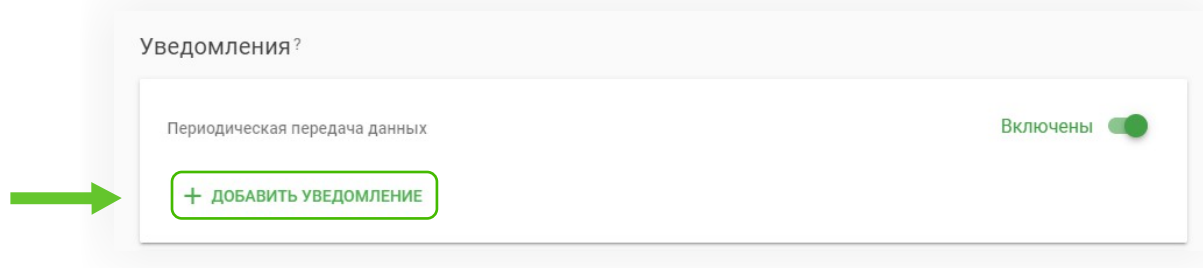 Уведомления?
Периодическая передача данных
Включены
+ ДОБАВИТЬ УВЕДОМЛЕНИЕ